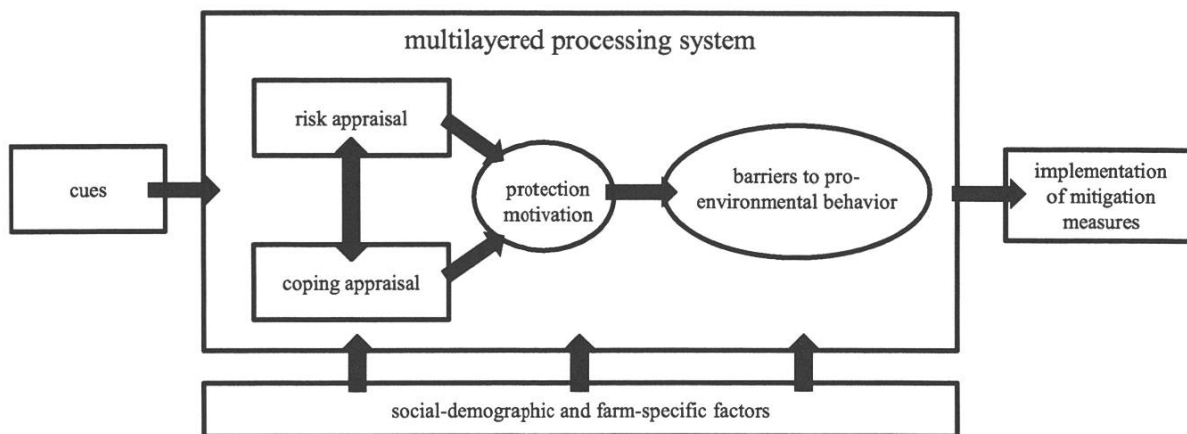 multilayered processing system
risk appraisal
cues
protection
motivation
barriers to pro-
environmental behavior
implementation
of mitigation
measures
coping appraisal
social-demographic and farm-specific factors